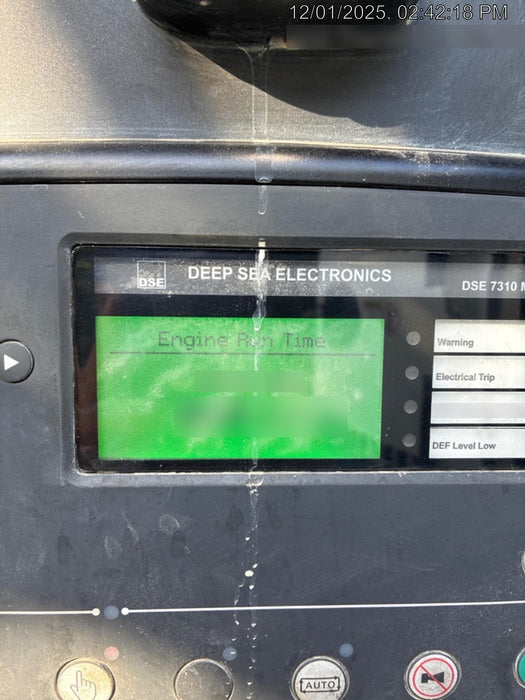 12/01/2025. 02:42:18 PM
DSE
DEEP SEA ELECTRONICS
DSE 7310
Engine Run Time
Warning
Electrical Trip
DEF Level Low
AUTO